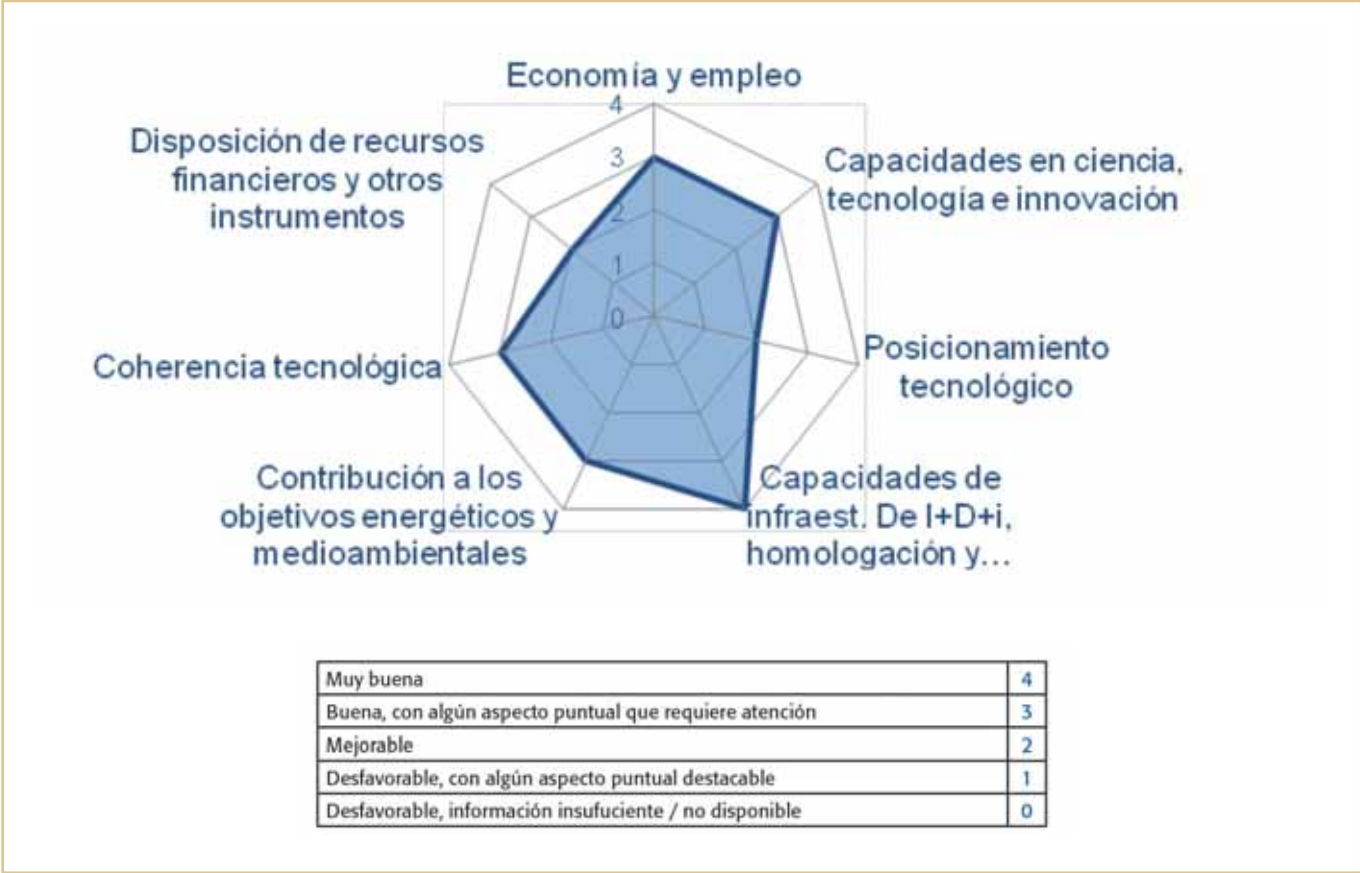 Economía y empleo
4
3
2
1
0
Disposición de recursos
financieros y otros
instrumentos
Capacidades en ciencia,
tecnología e innovación
Posicionamiento
tecnológico
Coherencia tecnológica
Contribución a los
objetivos energéticos y
medioambientales
Capacidades de
infraest. De I+D+i,
homologación y...
Muy buena 4
Buena, con algún aspecto puntual que requiere atención 3
Mejorable 2
Desfavorable, con algún aspecto puntual destacable 1
Desfavorable, información insufuciente / no disponible 0